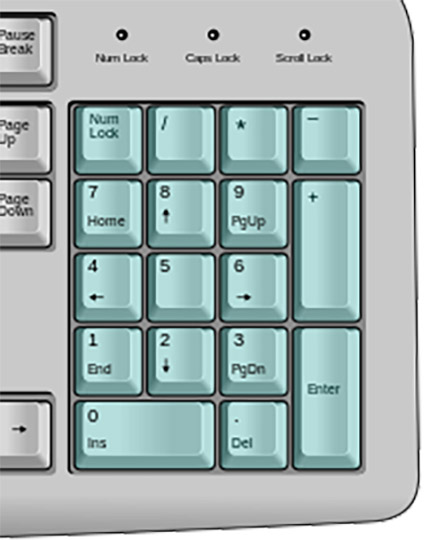 Pause
Break
Num Lock Caps Lock Scroll Lock
Page
Up
Num
Lock
/
*
−
Page
Down
7
Home
8
↑
9
PgUp
+
4
←
5
6
→
1
End
2
↓
3
PgDn
Enter
→
0
Ins
.
Del